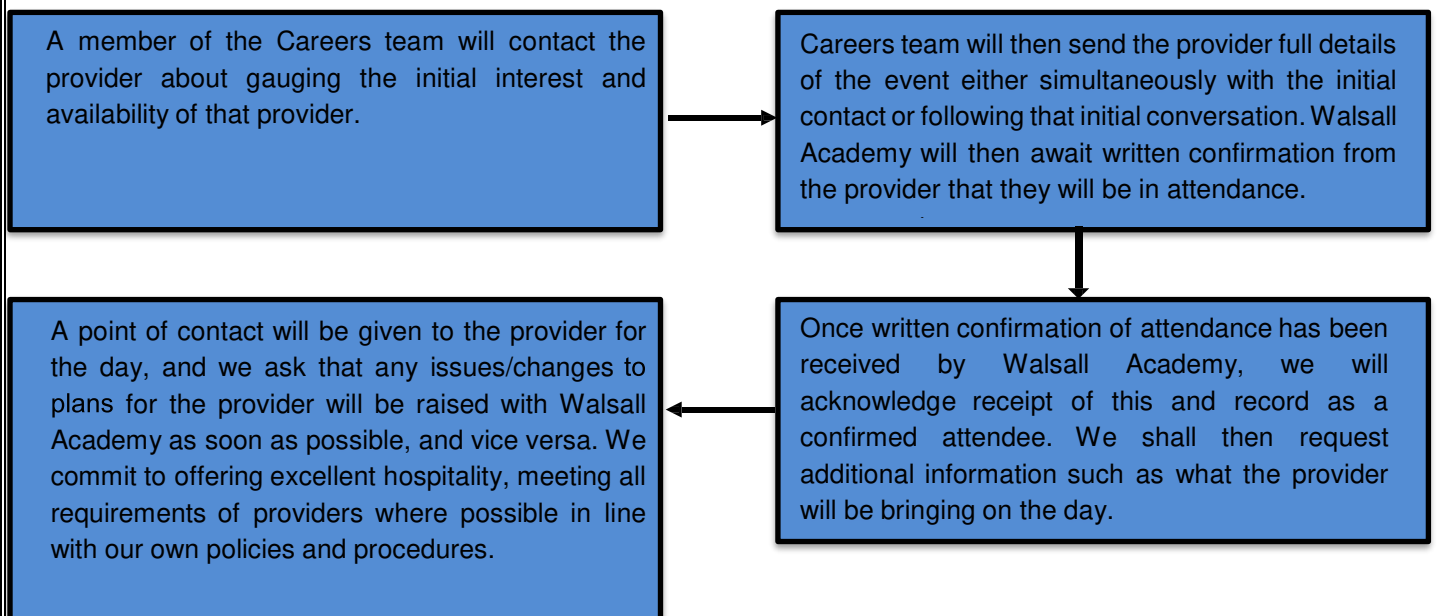 A member of the Careers team will contact the
provider about gauging the initial interest and
availability of that provider.
Careers team will then send the provider full details
of the event either simultaneously with the initial
contact or following that initial conversation. Walsall
Academy will then await written confirmation from
the provider that they will be in attendance.
Once written confirmation of attendance has been
received by Walsall Academy, we will
acknowledge receipt of this and record as a
confirmed attendee. We shall then request
additional information such as what the provider
will be bringing on the day.
A point of contact will be given to the provider for
the day, and we ask that any issues/changes to
plans for the provider will be raised with Walsall
Academy as soon as possible, and vice versa. We
commit to offering excellent hospitality, meeting all
requirements of providers where possible in line
with our own policies and procedures.